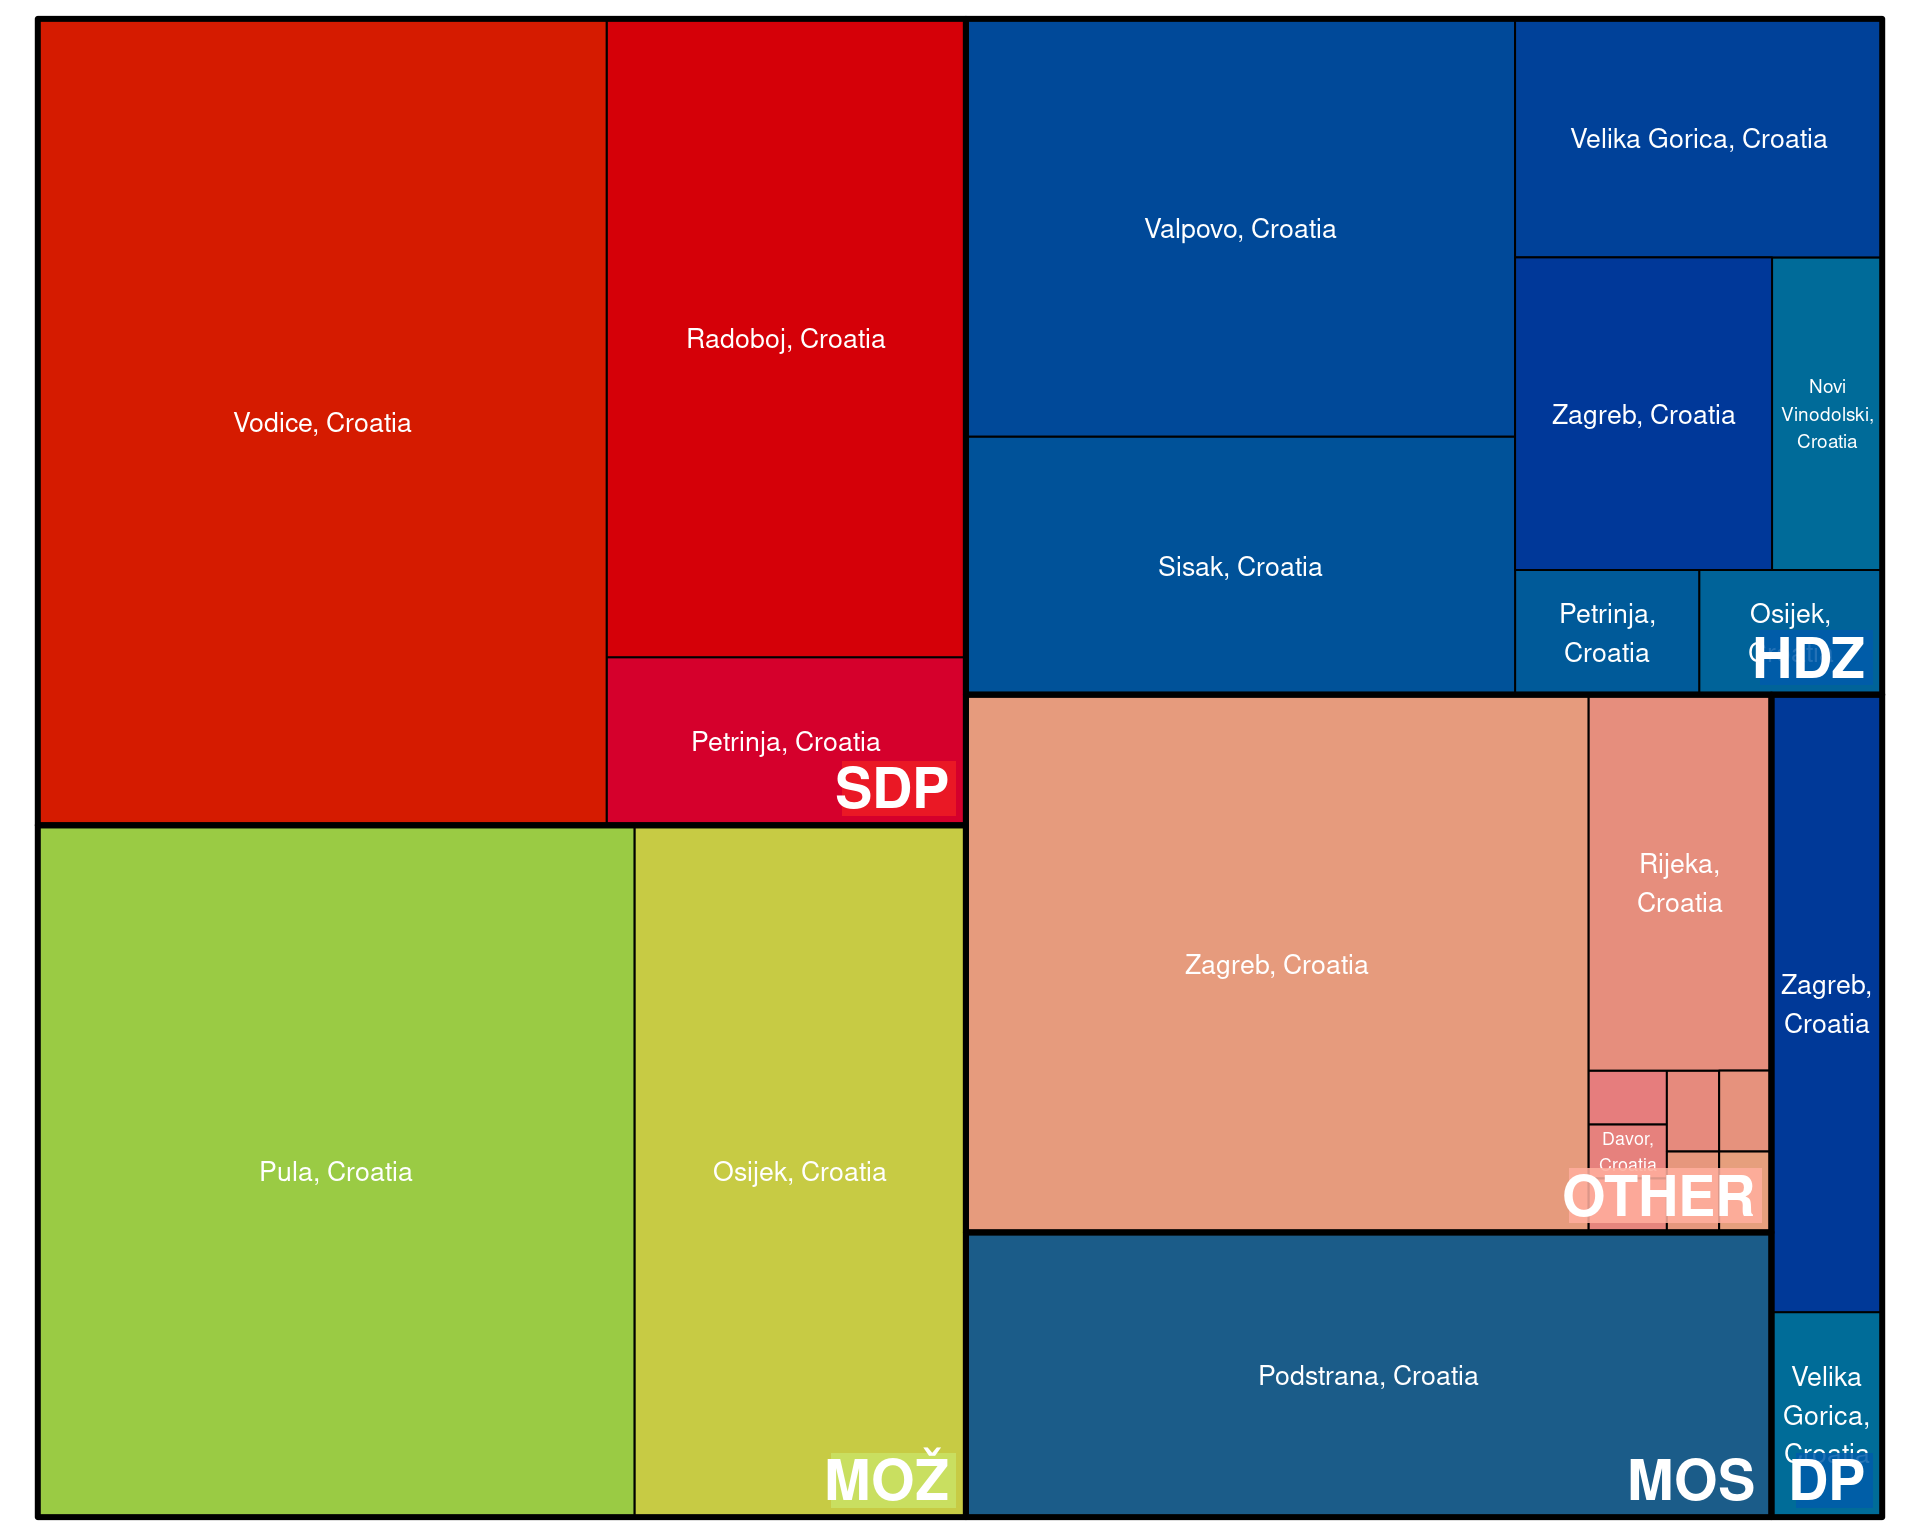 Vodice, Croatia
Radoboj, Croatia
Petrinja, Croatia
SDP
Valpovo, Croatia
Velika Gorica, Croatia
Zagreb, Croatia
Novi
Vinodolski,
Croatia
Sisak, Croatia
Petrinja,
Croatia
Osijek,
Croatia
HDZ
Pula, Croatia
Osijek, Croatia
MOŽ
Zagreb, Croatia
Rijeka,
Croatia
Davor,
Croatia
OTHER
Podstrana, Croatia
MOS
Zagreb,
Croatia
Velika
Gorica,
Croatia
DP